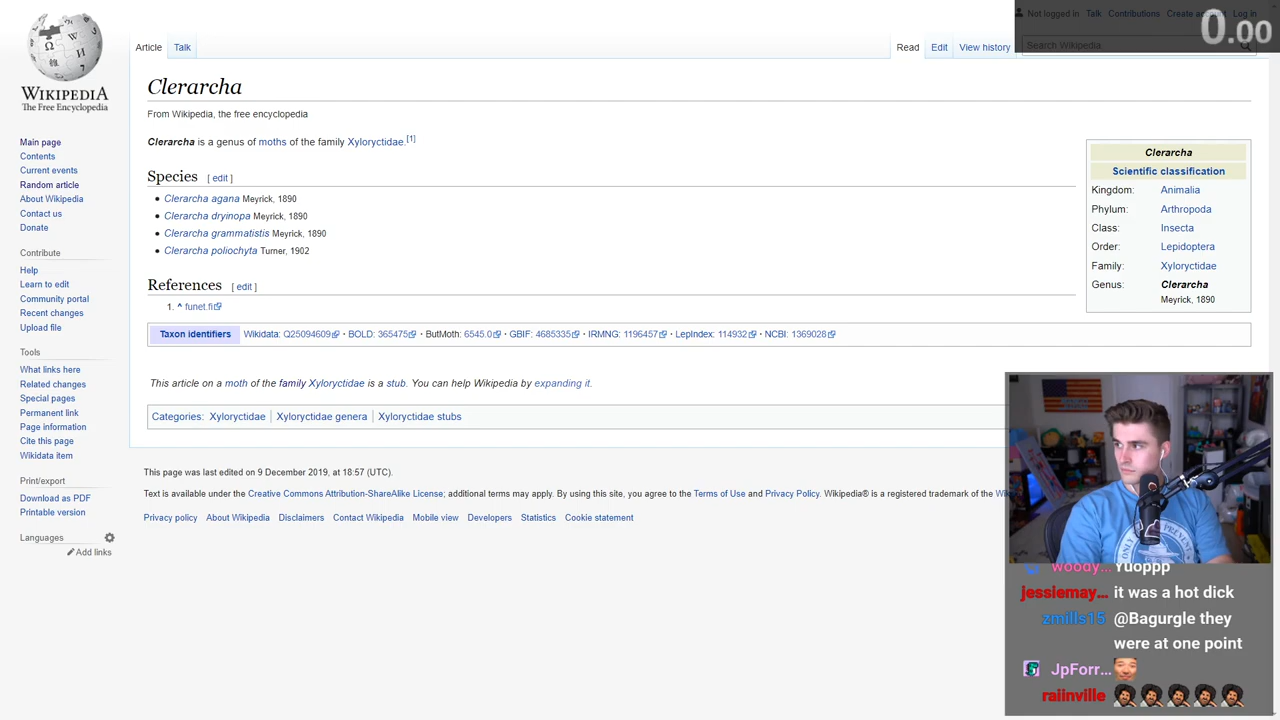 0.00
Not logged in Talk Contributions Create account Log in
Article Talk
Read Edit View history
Search Wikipedia
WIKIPEDIA
The Free Encyclopedia
Clerarcha
From Wikipedia, the free encyclopedia
Clerarcha is a genus of moths of the family Xyloryctidae.[1]
Species [ edit ]
• Clerarcha agana Meyrick, 1890
• Clerarcha dryinopa Meyrick, 1890
• Clerarcha grammatistis Meyrick, 1890
• Clerarcha poliochyta Turner, 1902
References [ edit ]
1. ^ funet.fi
Clerarcha
Scientific classification
Kingdom: Animalia
Phylum: Arthropoda
Class: Insecta
Order: Lepidoptera
Family: Xyloryctidae
Genus: Clerarcha
Meyrick, 1890
Taxon identifiers Wikidata: Q25094609 · BOLD: 365475 · ButMoth: 6545.0 · GBIF: 4685335 · IRMNG: 1196457 · LepIndex: 114932 · NCBI: 1369028
This article on a moth of the family Xyloryctidae is a stub. You can help Wikipedia by expanding it.
Categories: Xyloryctidae | Xyloryctidae genera | Xyloryctidae stubs
This page was last edited on 9 December 2019, at 18:57 (UTC).
Text is available under the Creative Commons Attribution-ShareAlike License; additional terms may apply. By using this site, you agree to the Terms of Use and Privacy Policy. Wikipedia® is a registered trademark of the
Privacy policy About Wikipedia Disclaimers Contact Wikipedia Mobile view Developers Statistics Cookie statement
Main page
Contents
Current events
Random article
About Wikipedia
Contact us
Donate
Contribute
Help
Learn to edit
Community portal
Recent changes
Upload file
Tools
What links here
Related changes
Special pages
Permanent link
Page information
Cite this page
Wikidata item
Print/export
Download as PDF
Printable version
Languages
Add links
woody... Yuoppp
jessiemay... it was a hot dick
zmills15 @Bagurgle they
were at one point
JpForr...
raiinville